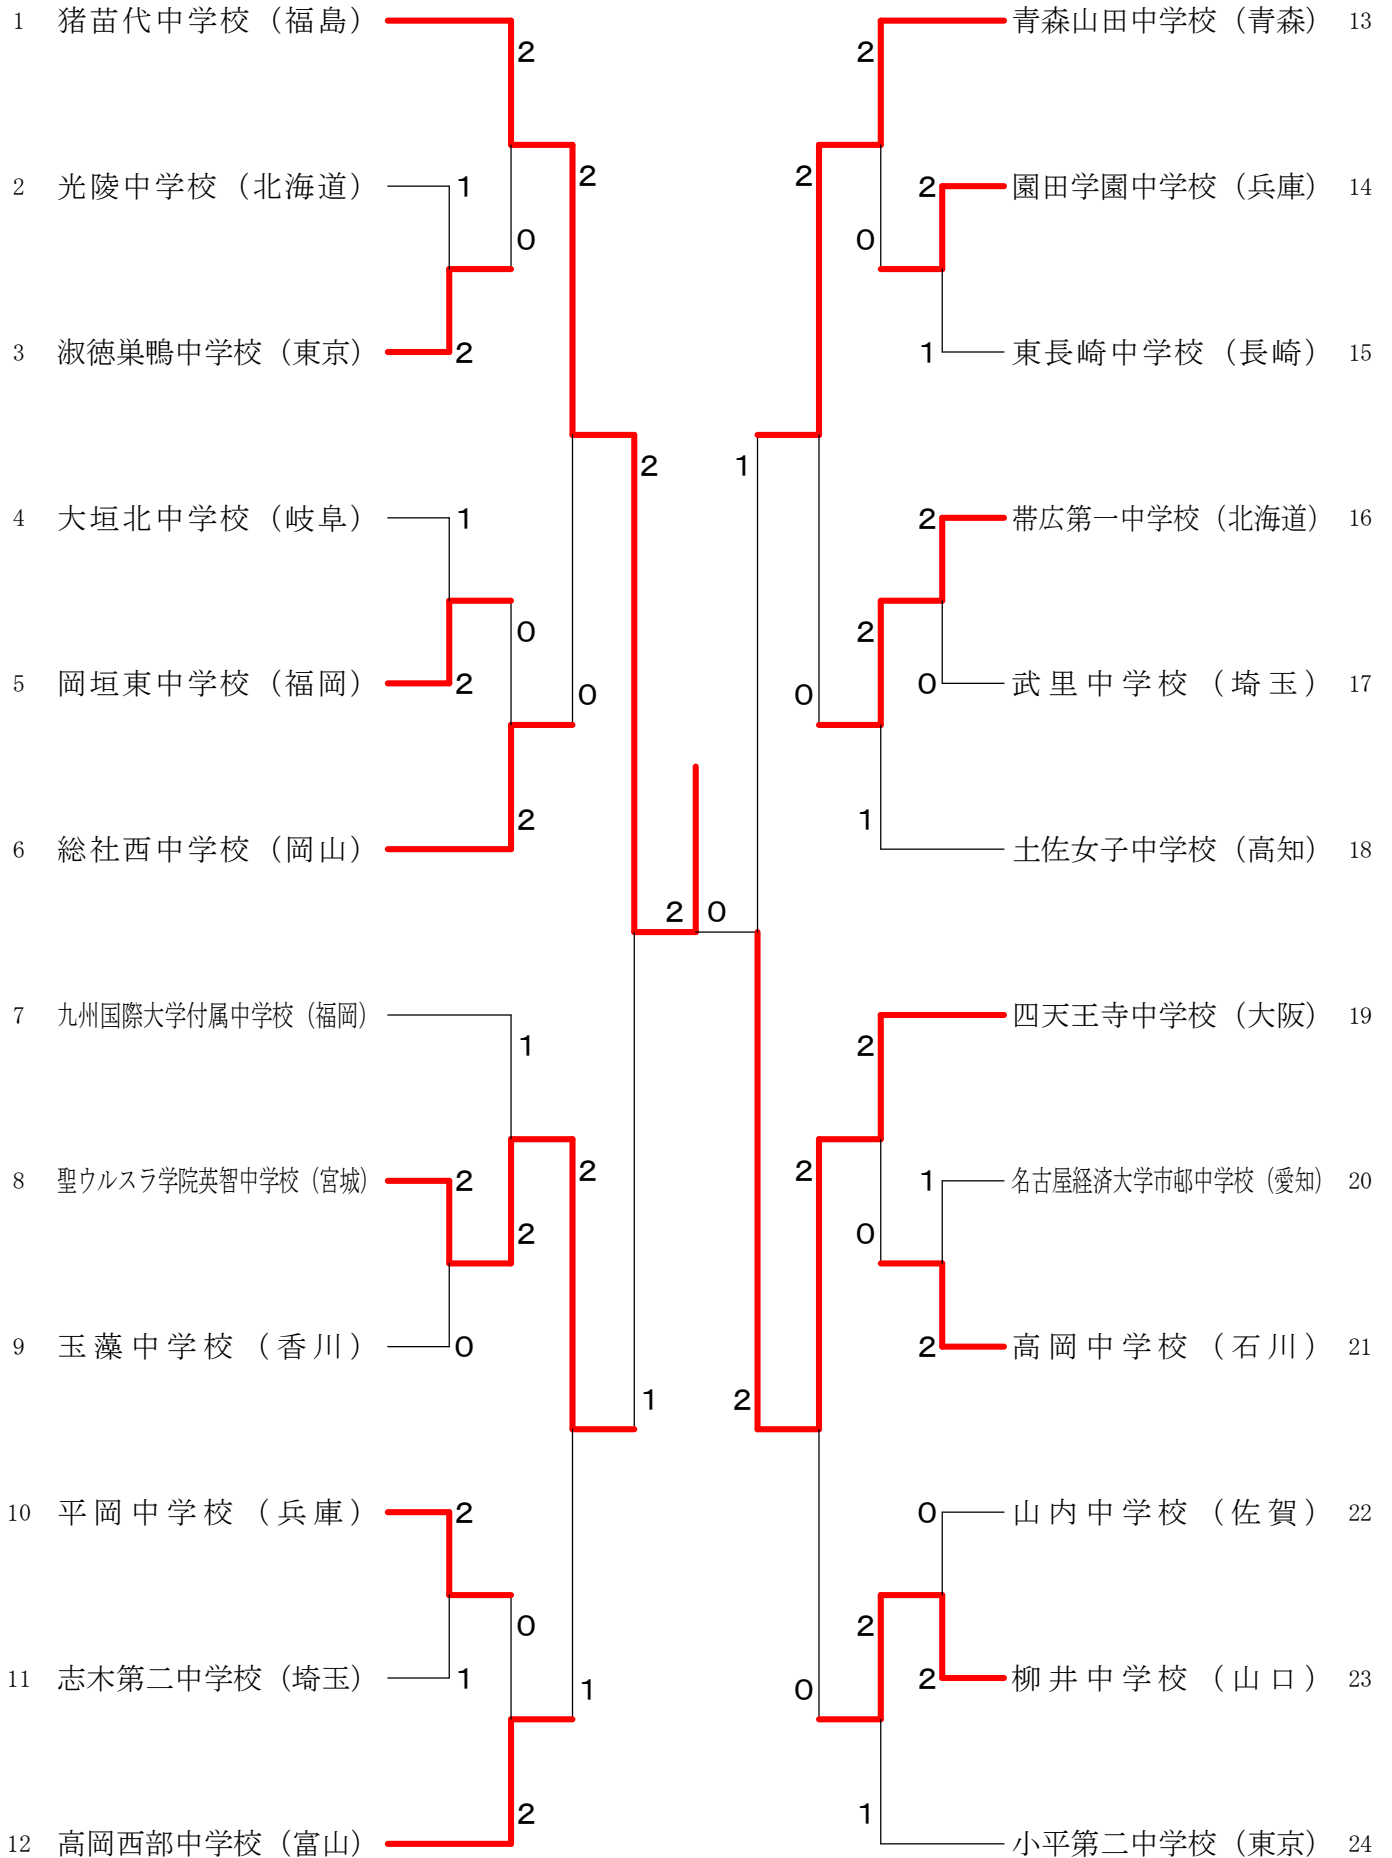 1 猪苗代中学校（福島）
2
2 光陵中学校（北海道） 1
2
0
3 淑徳巣鴨中学校（東京） 2
2
4 大垣北中学校（岐阜） 1
0
5 岡垣東中学校（福岡） 2
0
2
6 総社西中学校（岡山）
2 0
7 九州国際大学付属中学校（福岡）
1
8 聖ウルスラ学院英智中学校（宮城） 2
2
2
9 玉藻中学校（香川） 0
1
10 平岡中学校（兵庫） 2
0
11 志木第二中学校（埼玉） 1
1
2
12 高岡西部中学校（富山）
青森山田中学校（青森） 13
2
2
2 園田学園中学校（兵庫） 14
0
1 東長崎中学校（長崎） 15
1
2 帯広第一中学校（北海道） 16
2
0 武里中学校（埼玉） 17
0
1
土佐女子中学校（高知） 18
四天王寺中学校（大阪） 19
2
2
1 名古屋経済大学市邨中学校（愛知） 20
0
2 高岡中学校（石川） 21
2
0 山内中学校（佐賀） 22
2
2 柳井中学校（山口） 23
0
1
小平第二中学校（東京） 24